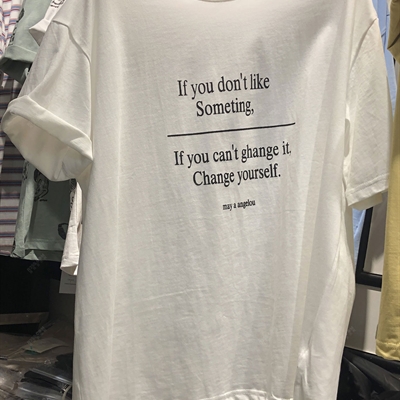 If you don't like
Someting,
If you can't ghange it,
Change yourself.
may a angelou